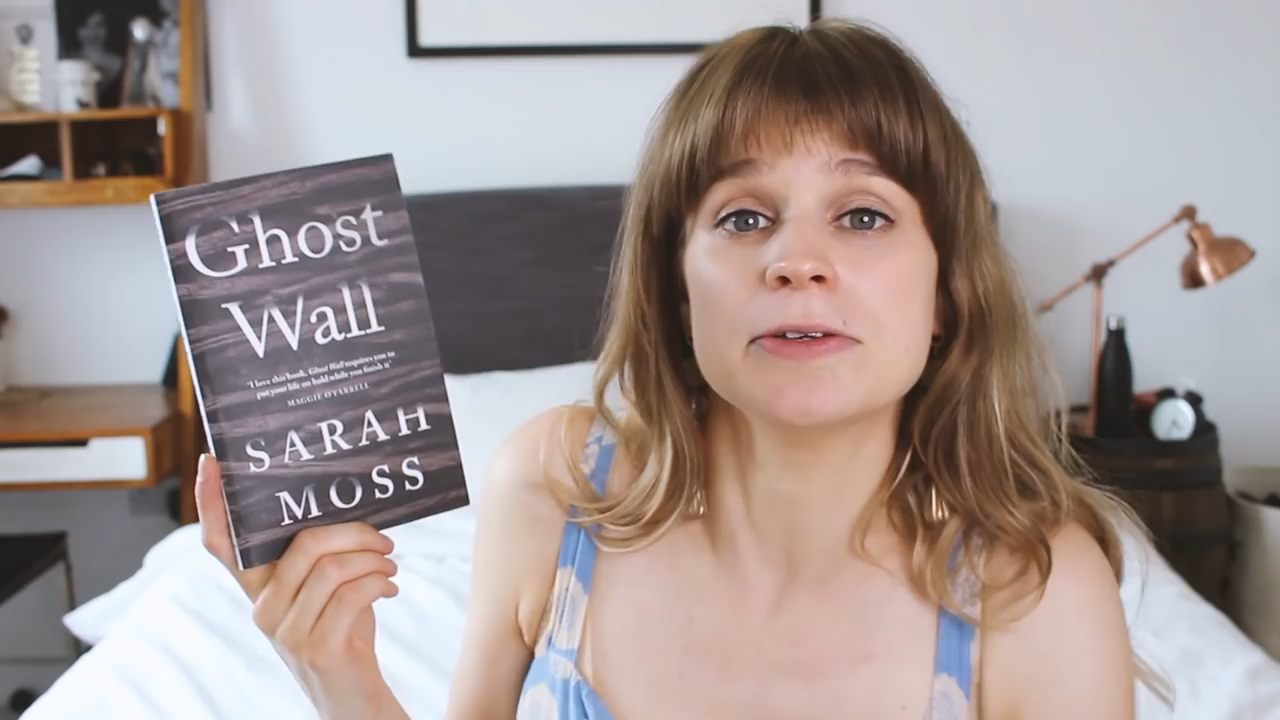 Ghost
Wall
'I love this book. Ghost Wall requires you to
put your life on hold while you finish it'
MAGGIE O'FARRELL
SARAH
MOSS